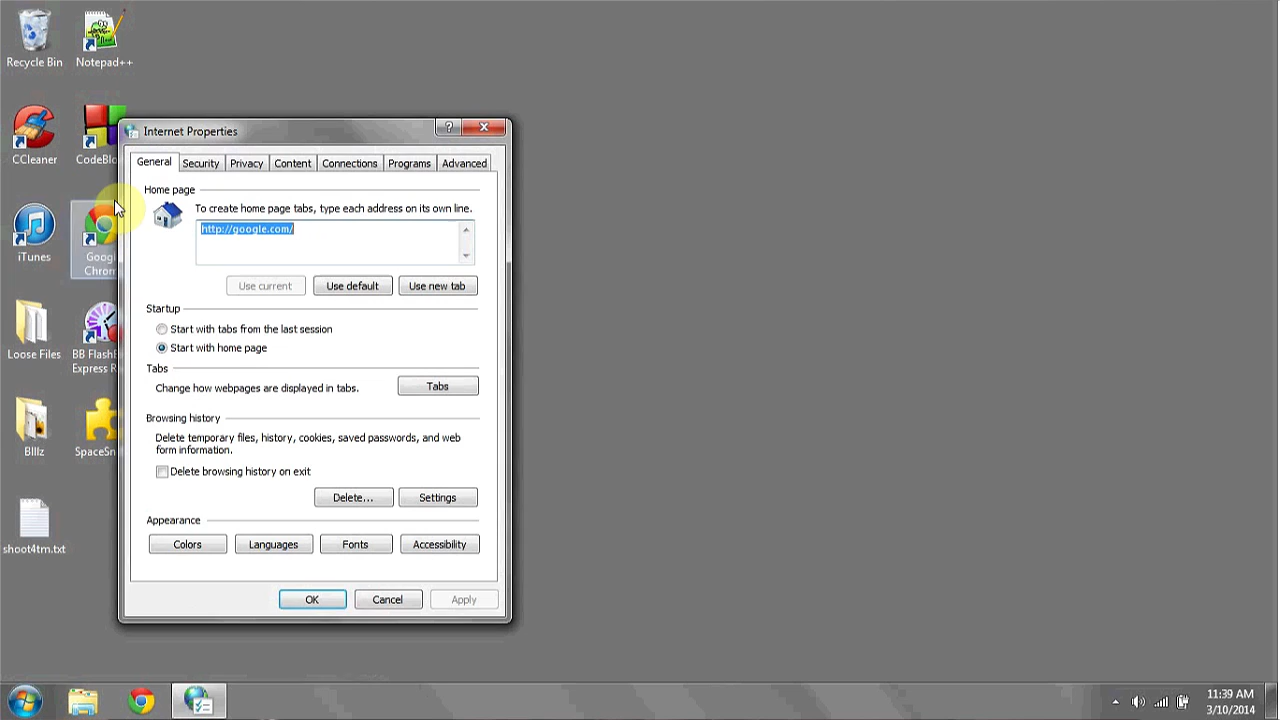 Recycle Bin
Notepad++
CCleaner
CodeBlo
iTunes
Goog
Chrom
Loose Files
BB Flash
Express R
Blllz
SpaceSn
shoot4tm.txt
Internet Properties
?
General
Security
Privacy
Content
Connections
Programs
Advanced
Home page
To create home page tabs, type each address on its own line.
http://google.com/
Use current
Use default
Use new tab
Startup
Start with tabs from the last session
Start with home page
Tabs
Change how webpages are displayed in tabs.
Tabs
Browsing history
Delete temporary files, history, cookies, saved passwords, and web
form information.
Delete browsing history on exit
Delete...
Settings
Appearance
Colors
Languages
Fonts
Accessibility
OK
Cancel
Apply
11:39 AM
3/10/2014